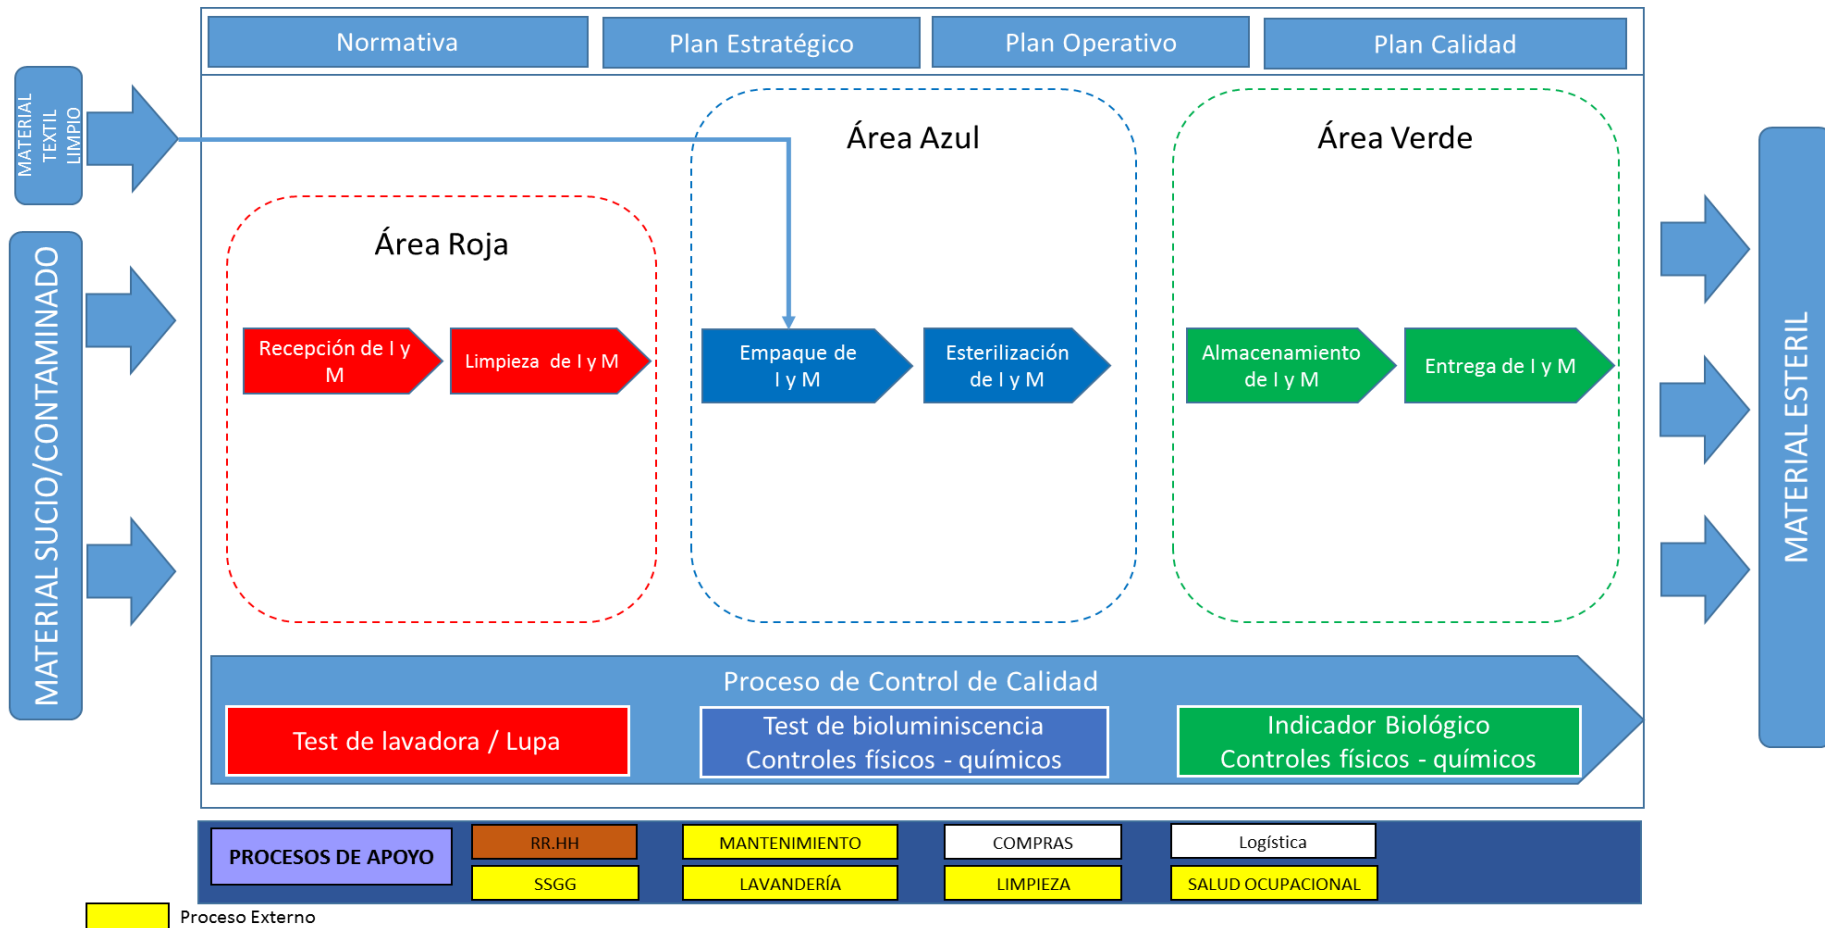 Normativa
Plan Estratégico
Plan Operativo
Plan Calidad
MATERIAL
TEXTIL
LIMPIO
MATERIAL SUCIO/CONTAMINADO
Área Roja
Recepción de I y
M
Limpieza de I y M
Área Azul
Empaque de
I y M
Esterilización
de I y M
Área Verde
Almacenamiento
de I y M
Entrega de I y M
MATERIAL ESTERIL
Proceso de Control de Calidad
Test de lavadora / Lupa
Test de bioluminiscencia
Controles físicos - químicos
Indicador Biológico
Controles físicos - químicos
PROCESOS DE APOYO
RR.HH
MANTENIMIENTO
COMPRAS
Logística
SSGG
LAVANDERÍA
LIMPIEZA
SALUD OCUPACIONAL
Proceso Externo